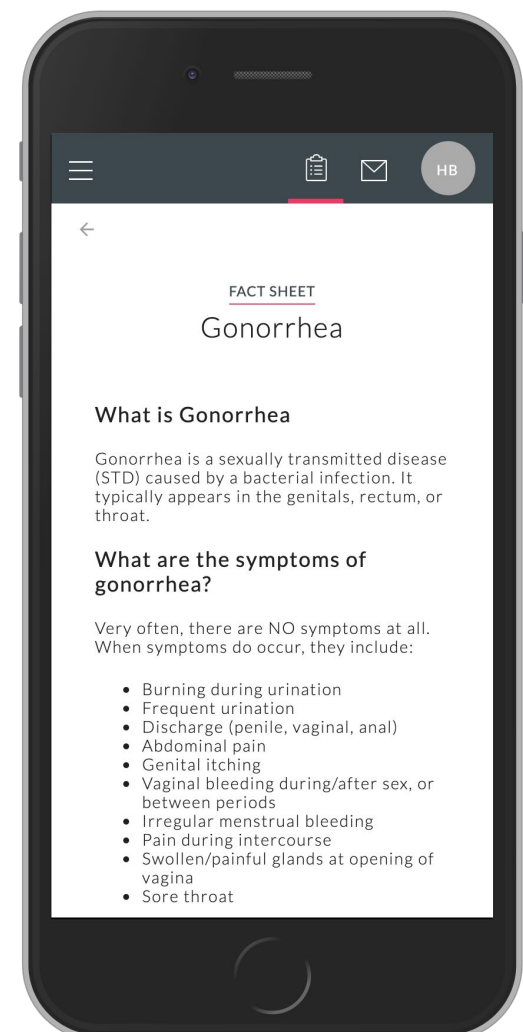 HB
FACT SHEET
Gonorrhea
What is Gonorrhea
Gonorrhea is a sexually transmitted disease
(STD) caused by a bacterial infection. It
typically appears in the genitals, rectum, or
throat.
What are the symptoms of
gonorrhea?
Very often, there are NO symptoms at all.
When symptoms do occur, they include:
• Burning during urination
• Frequent urination
• Discharge (penile, vaginal, anal)
• Abdominal pain
• Genital itching
• Vaginal bleeding during/after sex, or
between periods
• Irregular menstrual bleeding
• Pain during intercourse
• Swollen/painful glands at opening of
vagina
• Sore throat